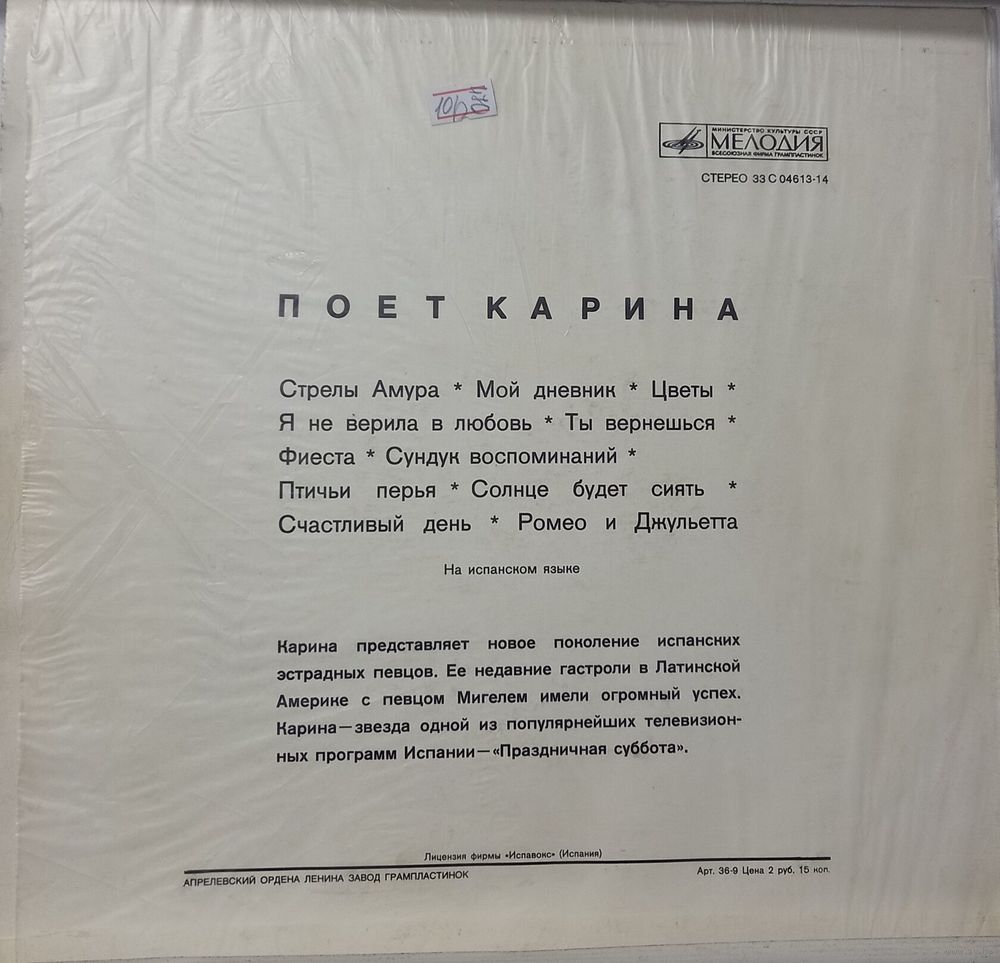 МИНИСТЕРСТВО КУЛЬТУРЫ СССР
МЕЛОДИЯ
ВСЕСОЮЗНАЯ ФИРМА ГРАМПЛАСТИНОК
СТЕРЕО 33 С 04613-14
ПОЕТ КАРИНА
Стрелы Амура * Мой дневник * Цветы *
Я не верила в любовь * Ты вернешься *
Фиеста * Сундук воспоминаний *
Птичьи перья * Солнце будет сиять *
Счастливый день * Ромео и Джульетта
На испанском языке
Карина представляет новое поколение испанских
эстрадных певцов. Ее недавние гастроли в Латинской
Америке с певцом Мигелем имели огромный успех.
Карина—звезда одной из популярнейших телевизион-
ных программ Испании—«Праздничная суббота».
Лицензия фирмы «Испавокс» (Испания)
АПРЕЛЕВСКИЙ ОРДЕНА ЛЕНИНА ЗАВОД ГРАМПЛАСТИНОК
Арт. 36-9 Цена 2 руб. 15 коп.